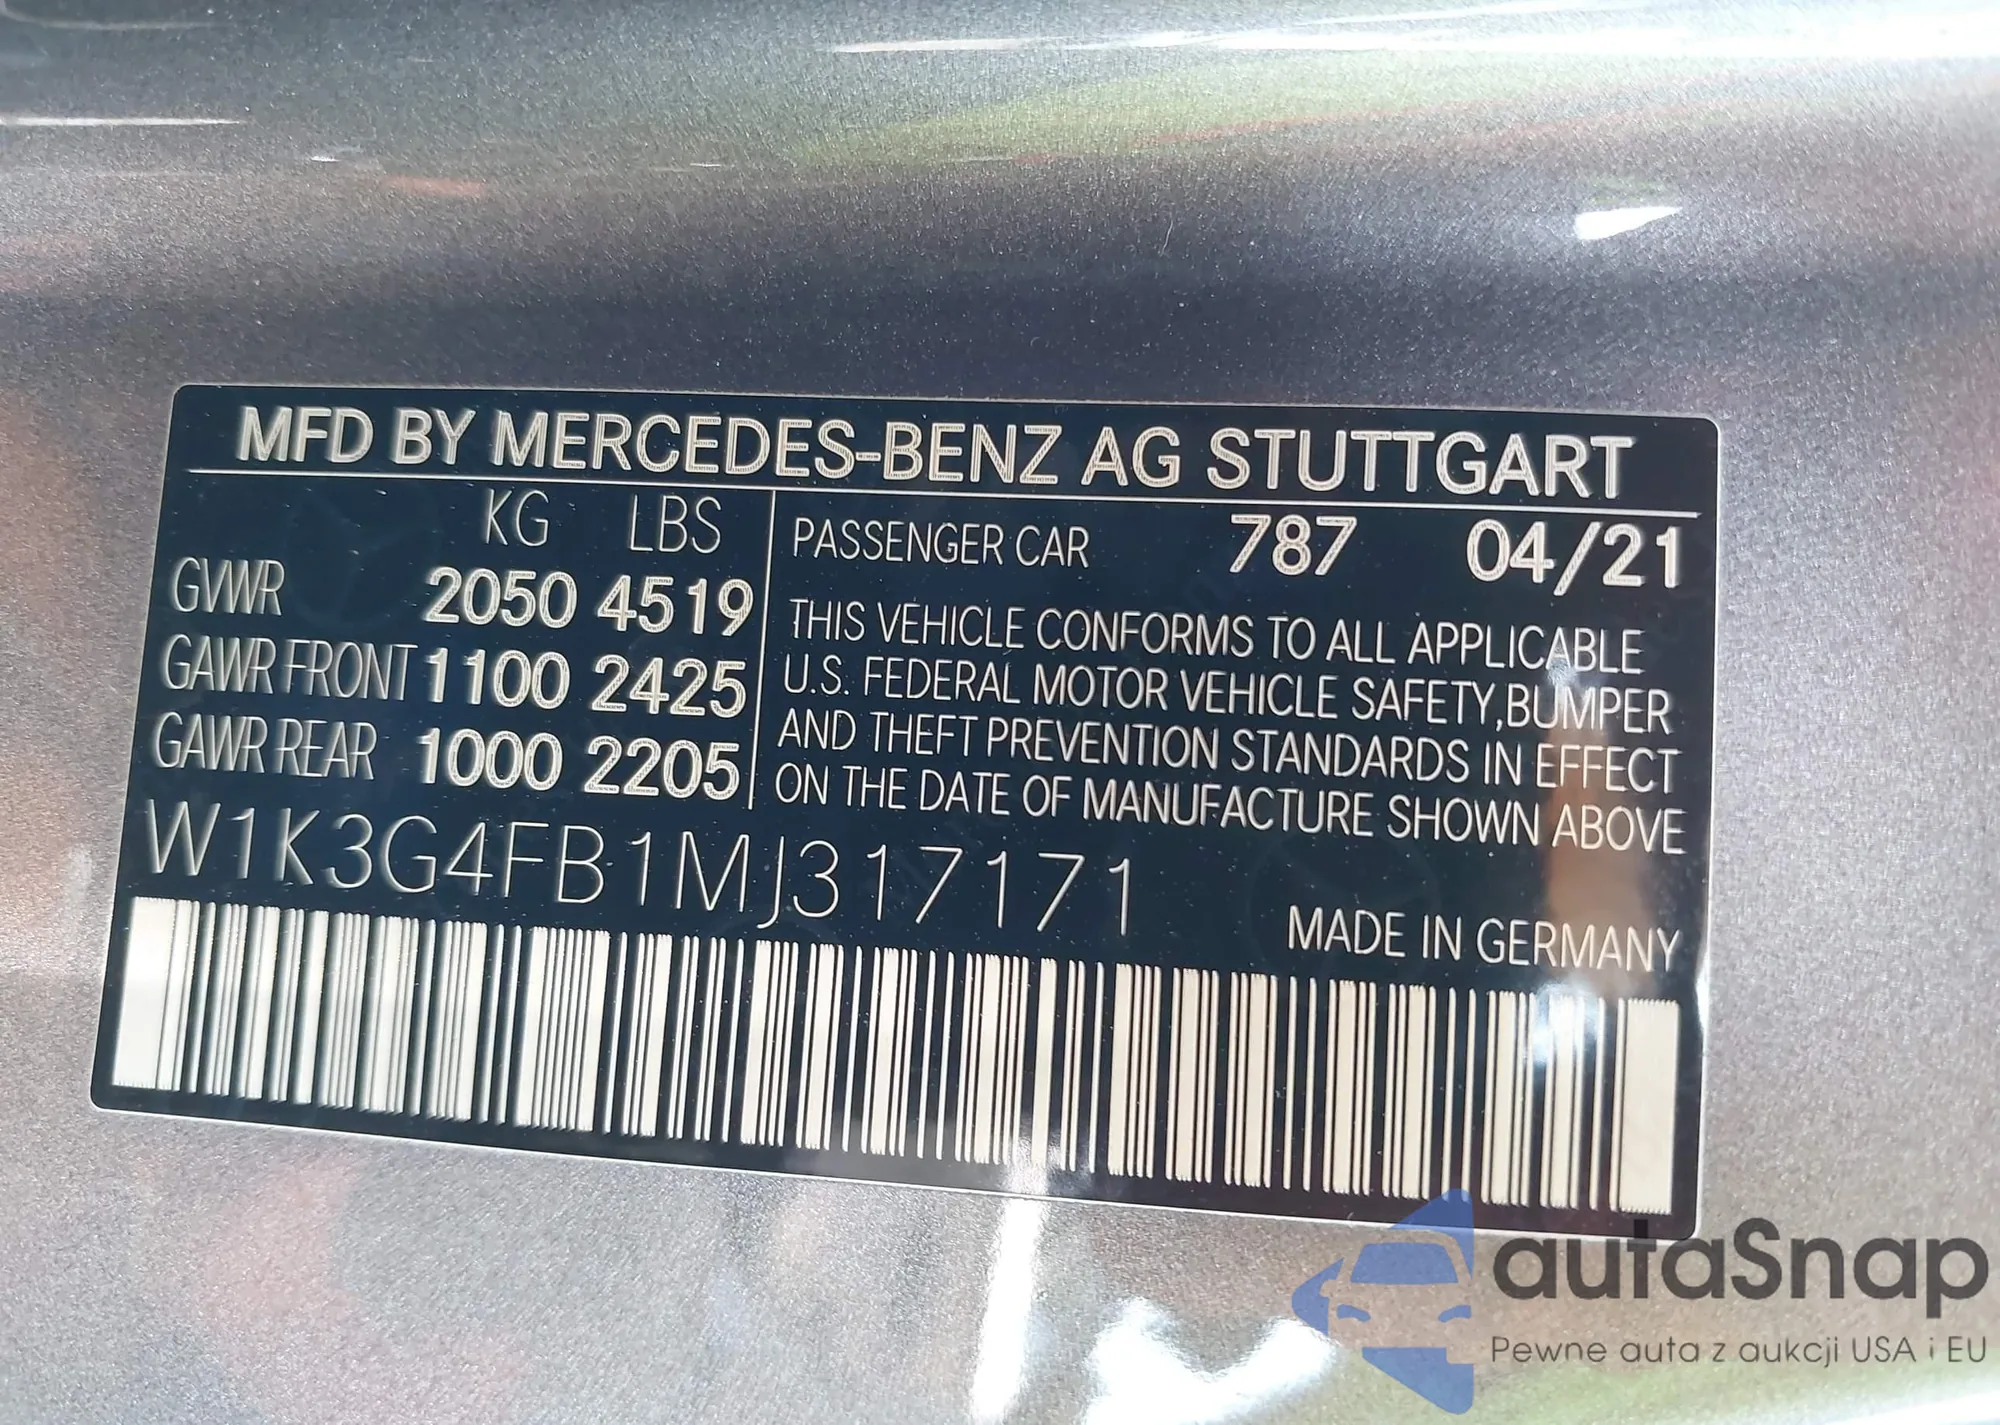 MFD BY MERCEDES-BENZ AG STUTTGART
KG LBS
GVWR 2050 4519
GAWR FRONT 1100 2425
GAWR REAR 1000 2205
PASSENGER CAR 787 04/21
THIS VEHICLE CONFORMS TO ALL APPLICABLE
U.S. FEDERAL MOTOR VEHICLE SAFETY,BUMPER
AND THEFT PREVENTION STANDARDS IN EFFECT
ON THE DATE OF MANUFACTURE SHOWN ABOVE
W1K3G4FB1MJ317171
MADE IN GERMANY
autaSnap
Pewne auta z aukcji USA i EU